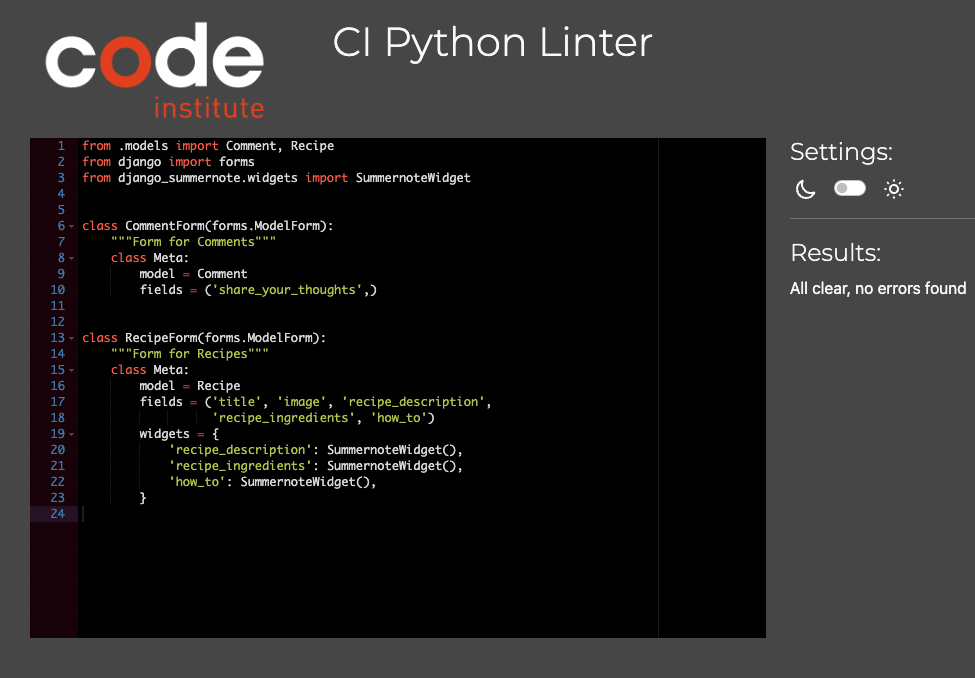 code
institute
CI Python Linter
1 from .models import Comment, Recipe
2 from django import forms
3 from django_summernote.widgets import SummernoteWidget
4
5
6 class CommentForm(forms.ModelForm):
7     """Form for Comments"""
8     class Meta:
9         model = Comment
10         fields = ('share_your_thoughts',)
11
12
13 class RecipeForm(forms.ModelForm):
14     """Form for Recipes"""
15     class Meta:
16         model = Recipe
17         fields = ('title', 'image', 'recipe_description',
18                   'recipe_ingredients', 'how_to')
19         widgets = {
20             'recipe_description': SummernoteWidget(),
21             'recipe_ingredients': SummernoteWidget(),
22             'how_to': SummernoteWidget(),
23         }
24
Settings:
Results:
All clear, no errors found